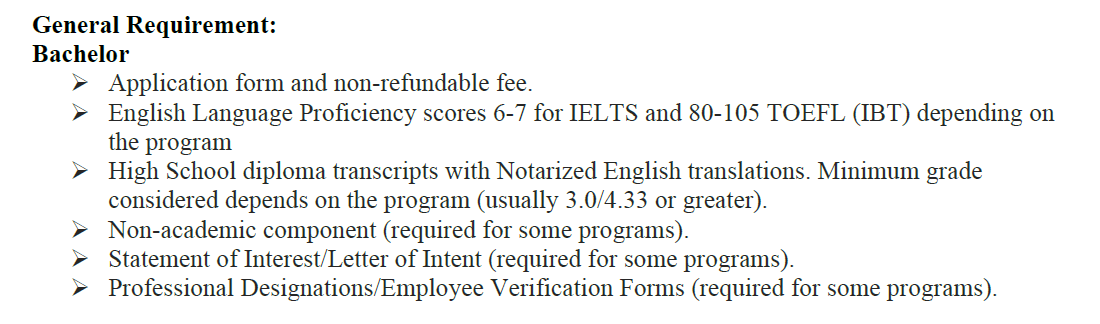 General Requirement:
Bachelor
➢ Application form and non-refundable fee.
➢ English Language Proficiency scores 6-7 for IELTS and 80-105 TOEFL (IBT) depending on
the program
➢ High School diploma transcripts with Notarized English translations. Minimum grade
considered depends on the program (usually 3.0/4.33 or greater).
➢ Non-academic component (required for some programs).
➢ Statement of Interest/Letter of Intent (required for some programs).
➢ Professional Designations/Employee Verification Forms (required for some programs).